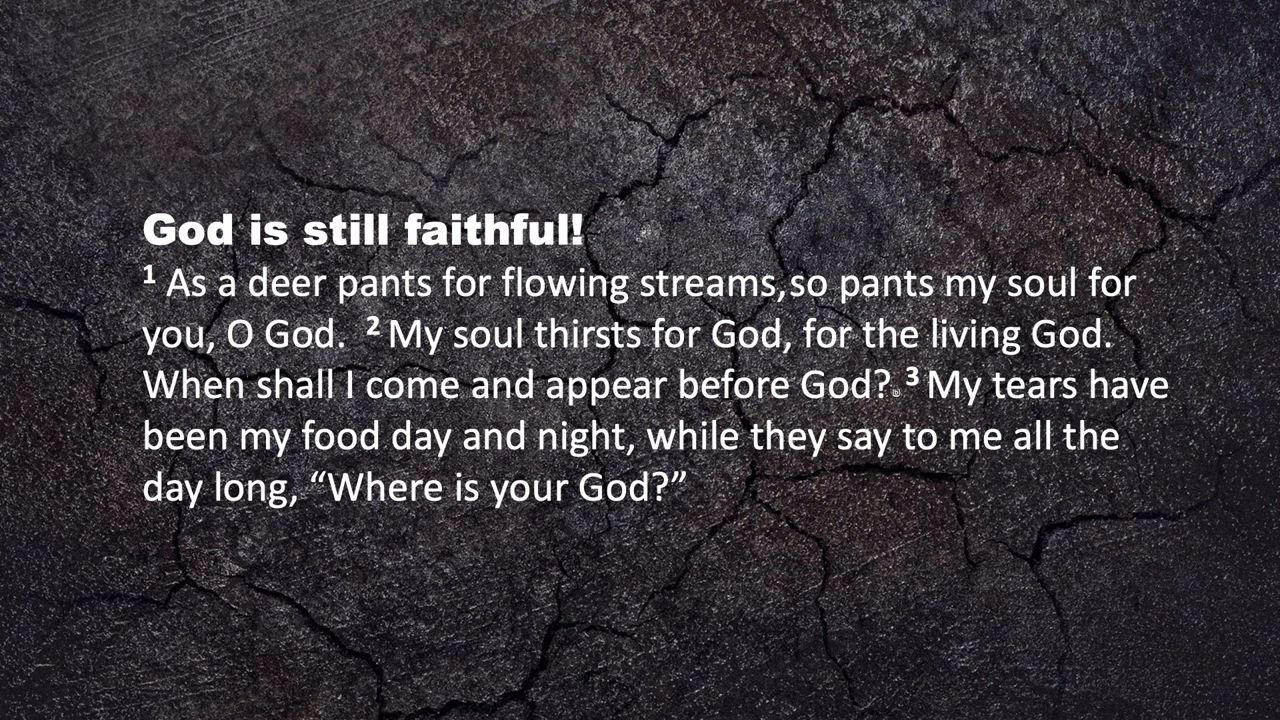 God is still faithful!
¹ As a deer pants for flowing streams,so pants my soul for
you, O God. ² My soul thirsts for God, for the living God.
When shall I come and appear before God? ³ My tears have
been my food day and night, while they say to me all the
day long, “Where is your God?”